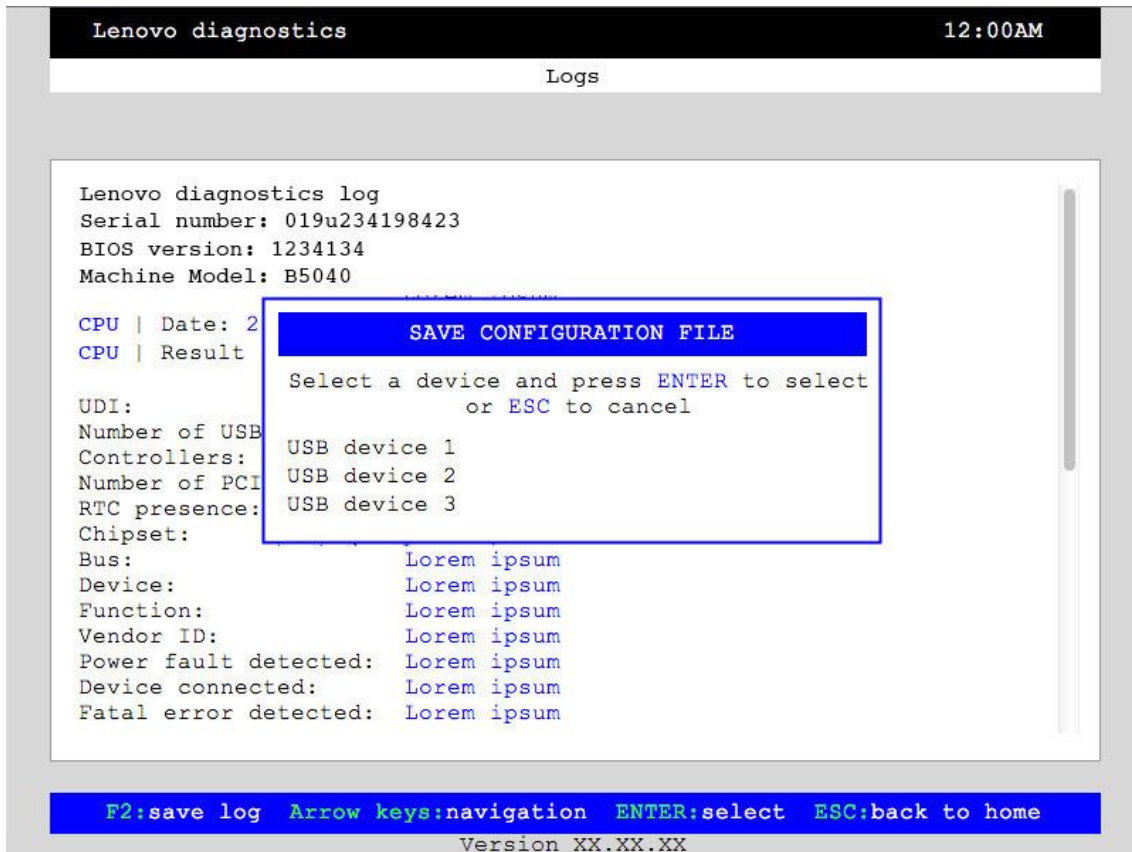 Lenovo diagnostics 12:00AM
Logs
Lenovo diagnostics log
Serial number: 019u234198423
BIOS version: 1234134
Machine Model: B5040
CPU | Date: 2
CPU | Result
SAVE CONFIGURATION FILE
Select a device and press ENTER to select
or ESC to cancel
USB device 1
USB device 2
USB device 3
UDI:
Number of USB
Controllers:
Number of PCI
RTC presence:
Chipset:
Bus: Lorem ipsum
Device: Lorem ipsum
Function: Lorem ipsum
Vendor ID: Lorem ipsum
Power fault detected: Lorem ipsum
Device connected: Lorem ipsum
Fatal error detected: Lorem ipsum
F2:save log Arrow keys:navigation ENTER:select ESC:back to home
Version XX.XX.XX